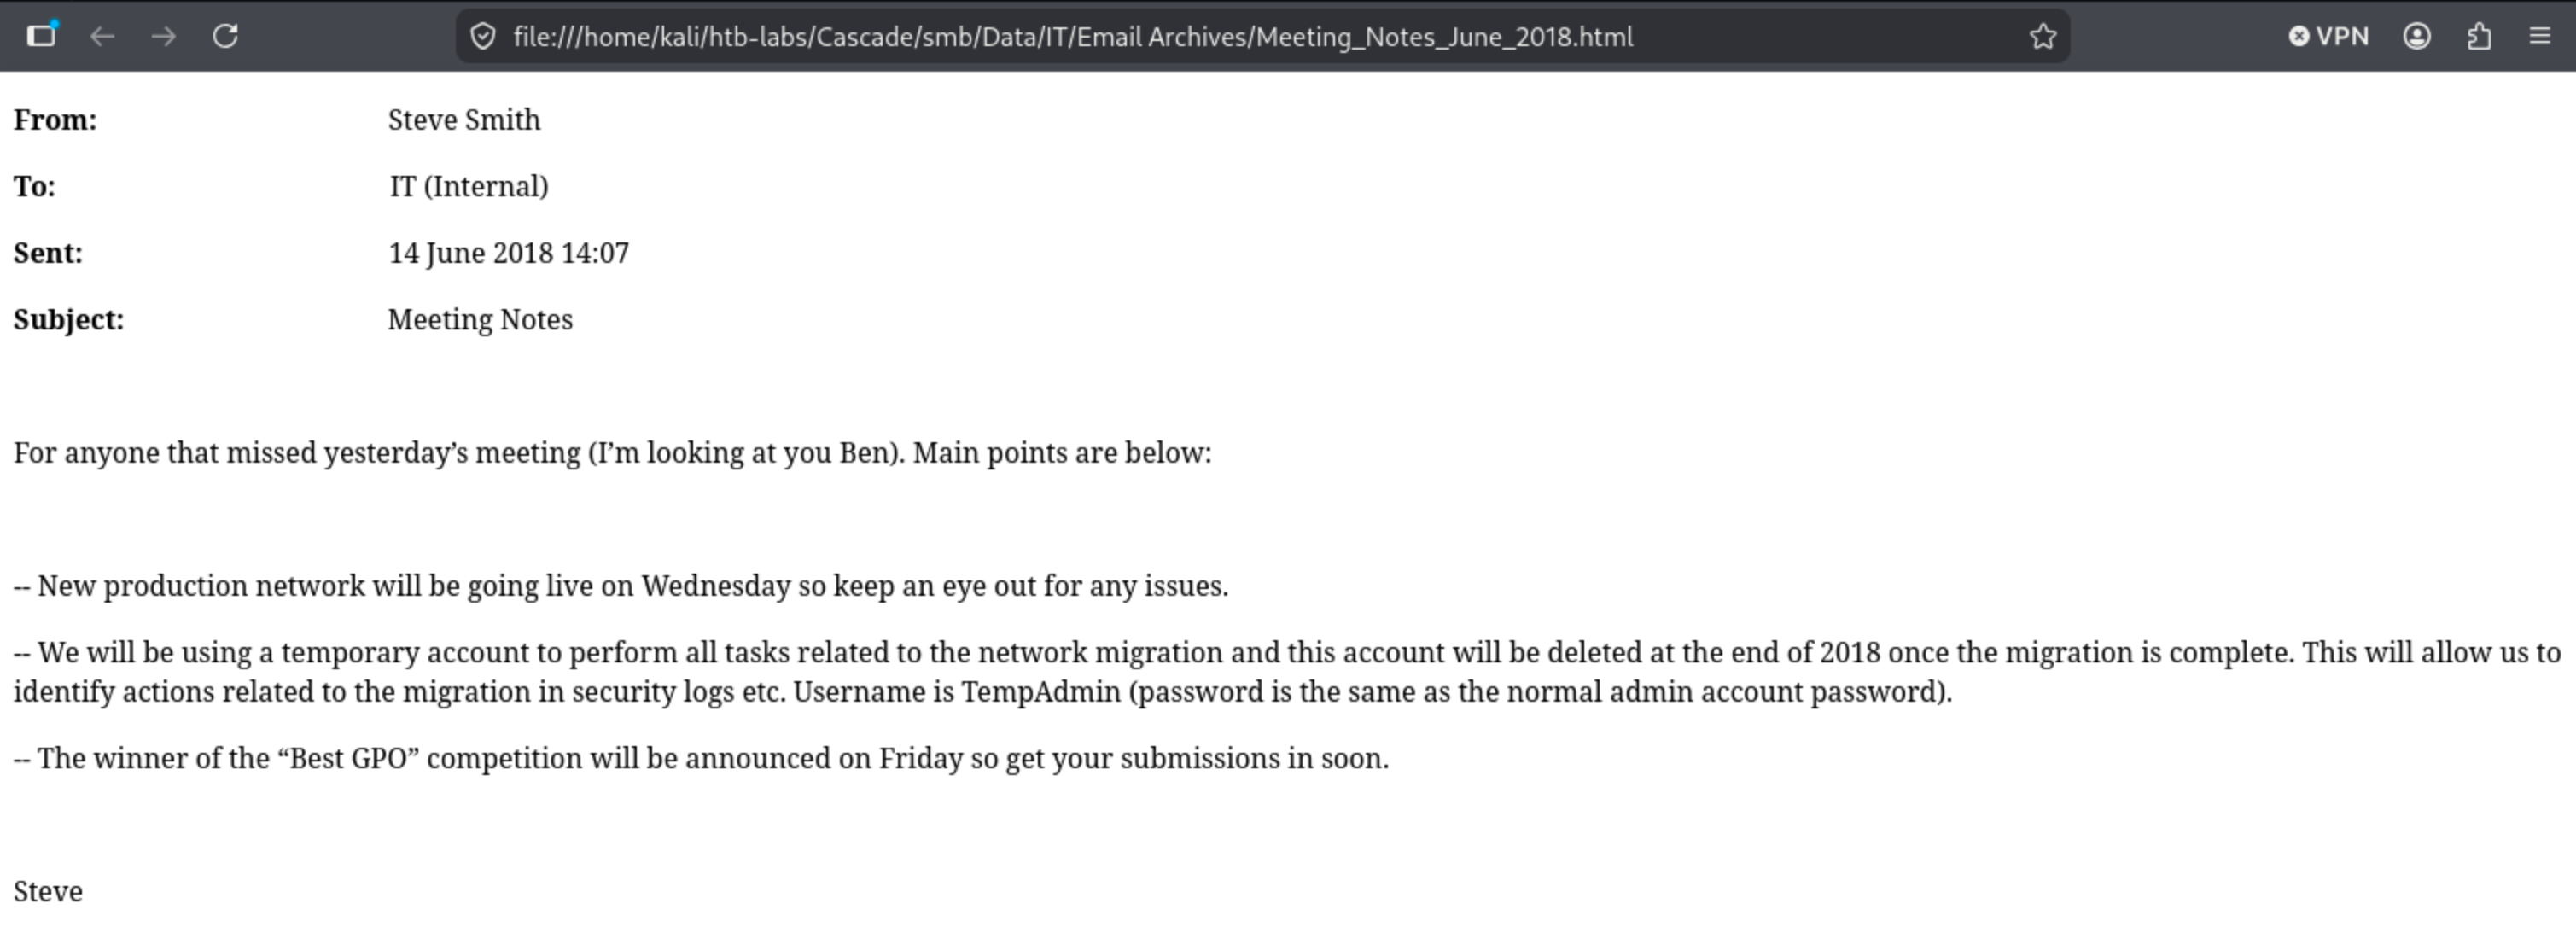 file:///home/kali/htb-labs/Cascade/smb/Data/IT/Email Archives/Meeting_Notes_June_2018.html
VPN
From: Steve Smith
To: IT (Internal)
Sent: 14 June 2018 14:07
Subject: Meeting Notes
For anyone that missed yesterday’s meeting (I’m looking at you Ben). Main points are below:
-- New production network will be going live on Wednesday so keep an eye out for any issues.
-- We will be using a temporary account to perform all tasks related to the network migration and this account will be deleted at the end of 2018 once the migration is complete. This will allow us to
identify actions related to the migration in security logs etc. Username is TempAdmin (password is the same as the normal admin account password).
-- The winner of the “Best GPO” competition will be announced on Friday so get your submissions in soon.
Steve